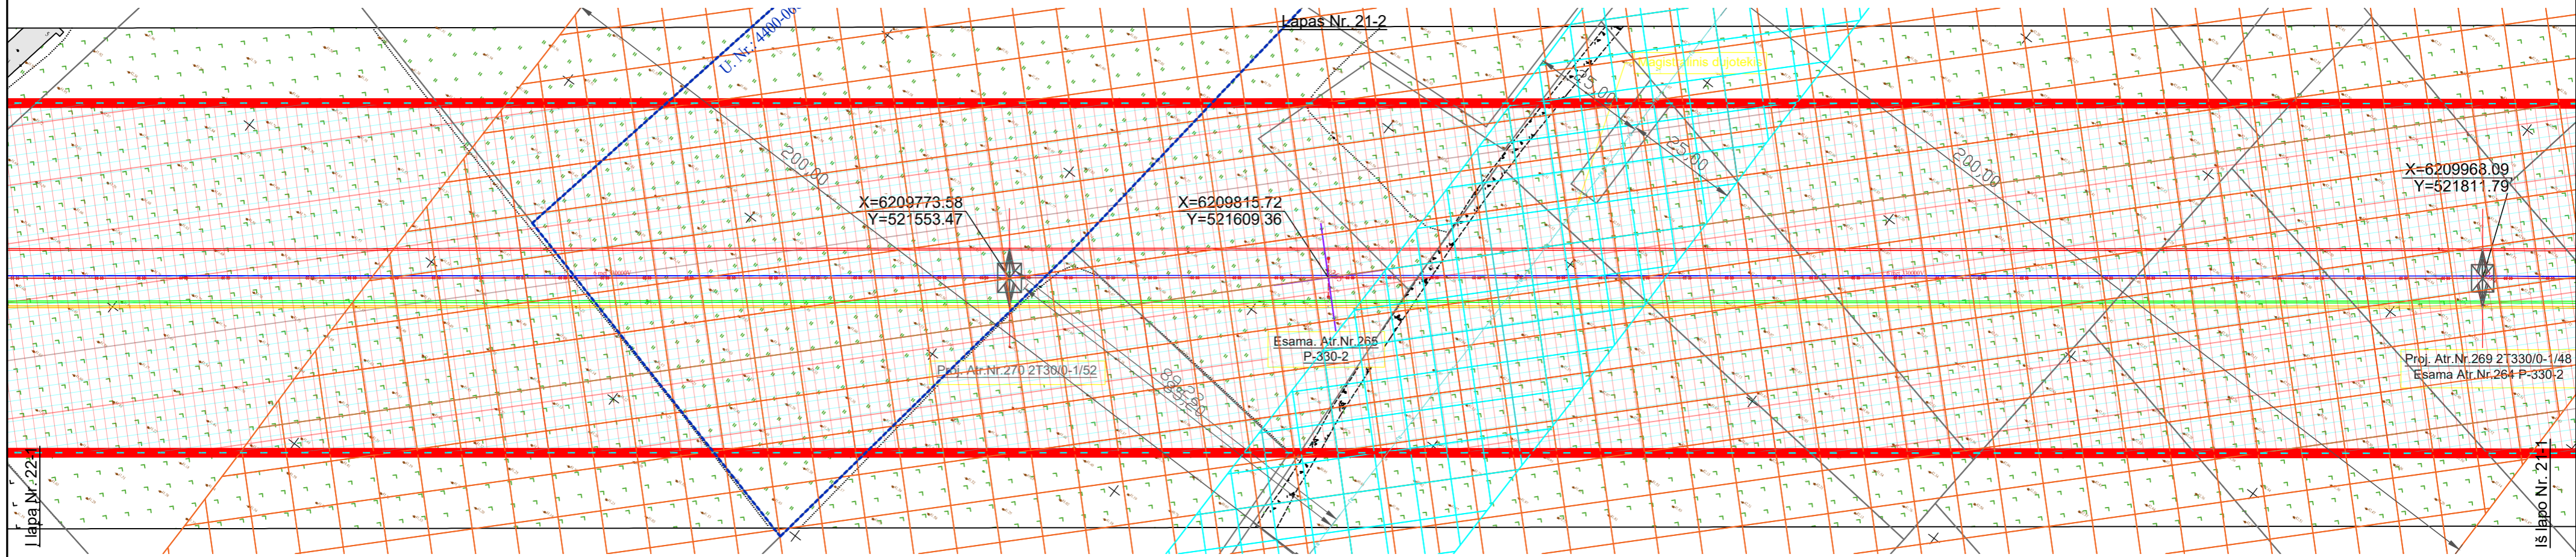 Lapas Nr. 21-2
U. Nr. 4400-00
25.00
25.00
200.00
200.00
X=6209773.58
Y=521553.47
X=6209815.72
Y=521609.36
X=6209968.09
Y=521811.79
Esama. Atr.Nr.265
P-330-2
Proj. Atr.Nr.270 2T30/0-1/52
Proj. Atr.Nr.269 2T330/0-1/48
Esama Atr.Nr.264 P-330-2
Į lapą Nr. 22-1
Iš lapo Nr. 21-1